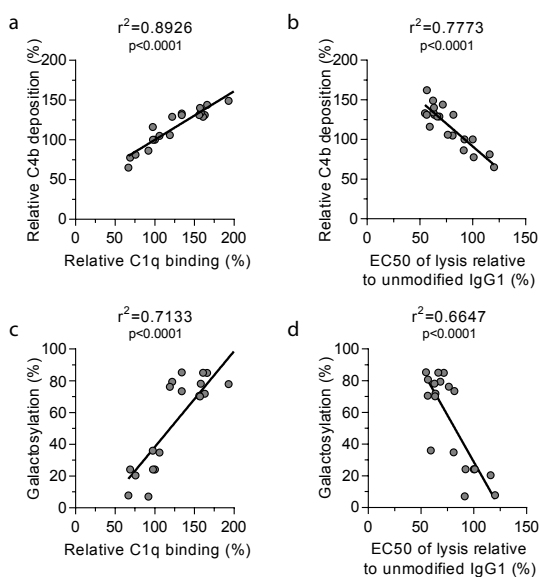 a
r²=0.8926
p<0.0001
Relative C4b deposition (%)
200
150
100
50
0
0 50 100 150 200
Relative C1q binding (%)
b
r²=0.7773
p<0.0001
Relative C4b deposition (%)
200
150
100
50
0
0 50 100 150
EC50 of lysis relative
to unmodified IgG1 (%)
c
r²=0.7133
p<0.0001
Galactosylation (%)
100
80
60
40
20
0
0 50 100 150 200
Relative C1q binding (%)
d
r²=0.6647
p<0.0001
Galactosylation (%)
100
80
60
40
20
0
0 50 100 150
EC50 of lysis relative
to unmodified IgG1 (%)